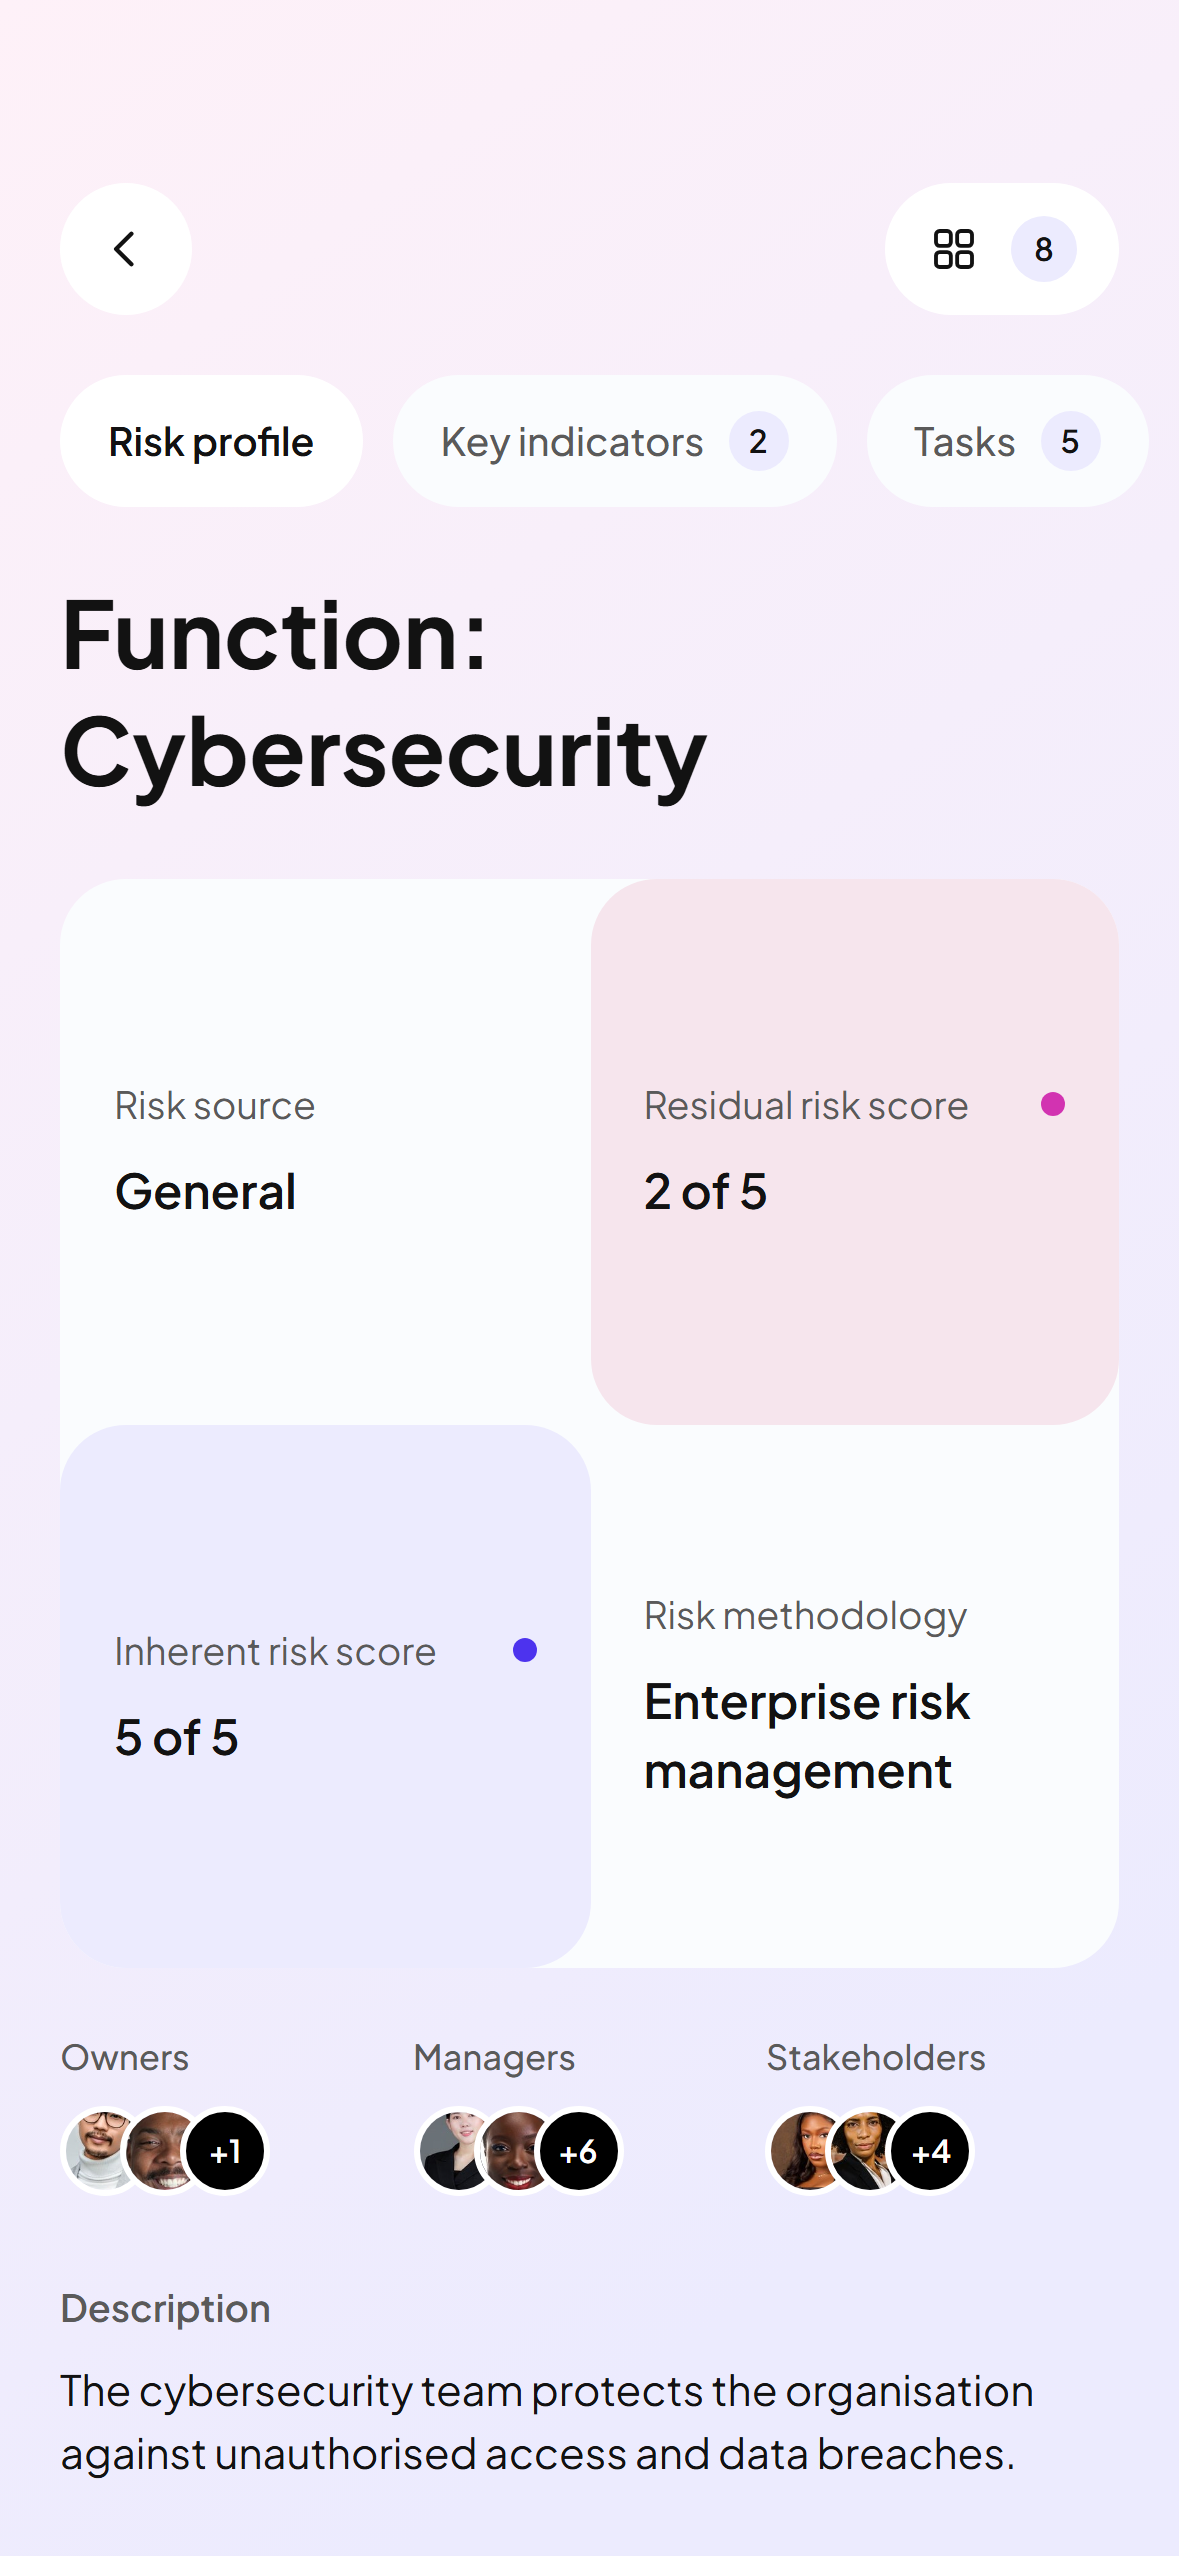 8
Risk profile
Key indicators 2
Tasks 5
Function:
Cybersecurity
Risk source
General
Residual risk score
2 of 5
Inherent risk score
5 of 5
Risk methodology
Enterprise risk
management
Owners
+1
Managers
+6
Stakeholders
+4
Description
The cybersecurity team protects the organisation
against unauthorised access and data breaches.